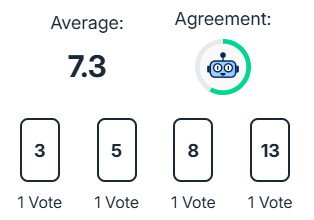 Average: Agreement:
7.3
3 5 8 13
1 Vote 1 Vote 1 Vote 1 Vote